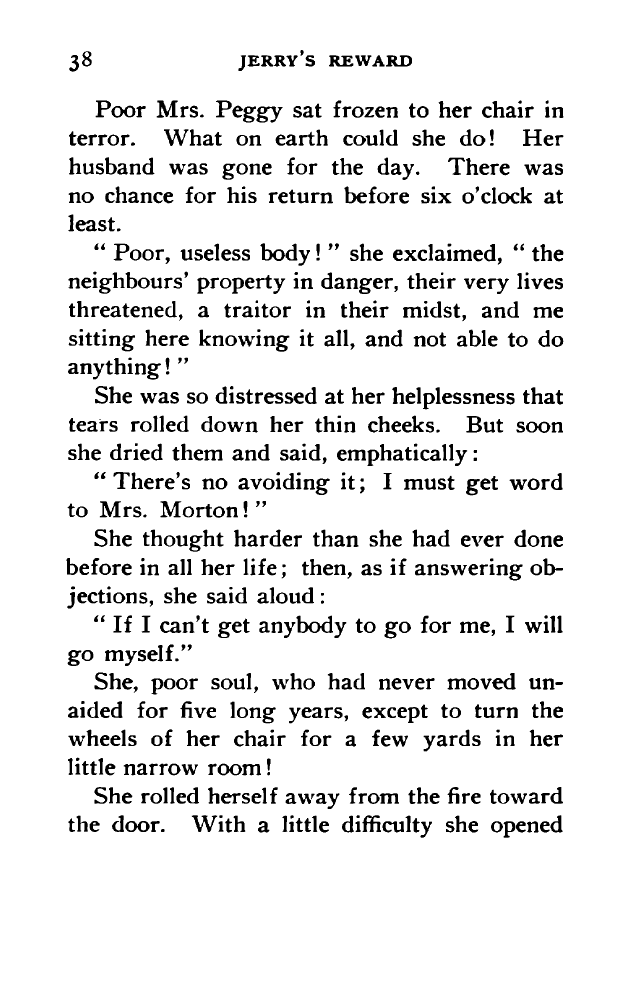 38 JERRY'S REWARD
Poor Mrs. Peggy sat frozen to her chair in
terror. What on earth could she do! Her
husband was gone for the day. There was
no chance for his return before six o'clock at
least.
“ Poor, useless body! ” she exclaimed, “ the
neighbours' property in danger, their very lives
threatened, a traitor in their midst, and me
sitting here knowing it all, and not able to do
anything! ”
She was so distressed at her helplessness that
tears rolled down her thin cheeks. But soon
she dried them and said, emphatically :
“ There's no avoiding it; I must get word
to Mrs. Morton! ”
She thought harder than she had ever done
before in all her life; then, as if answering ob-
jections, she said aloud :
“ If I can't get anybody to go for me, I will
go myself.”
She, poor soul, who had never moved un-
aided for five long years, except to turn the
wheels of her chair for a few yards in her
little narrow room!
She rolled herself away from the fire toward
the door. With a little difficulty she opened